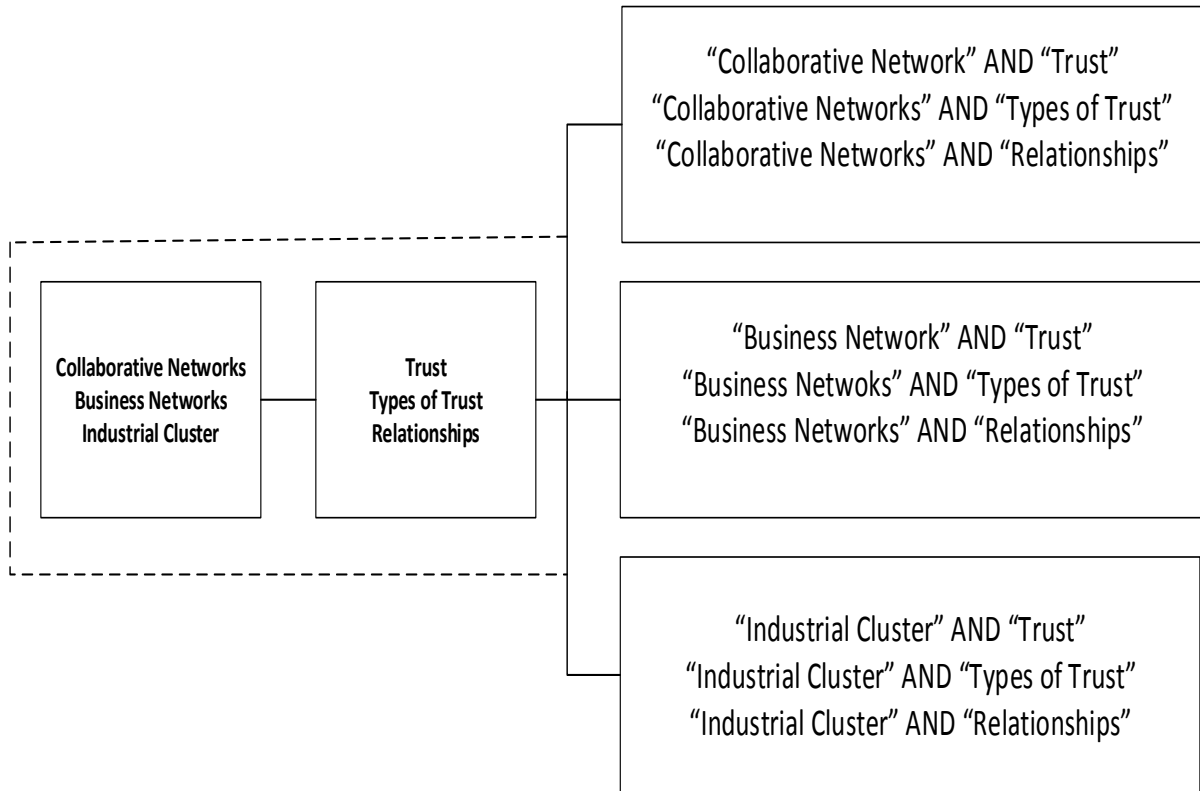 Collaborative Networks
Business Networks
Industrial Cluster
Trust
Types of Trust
Relationships
“Collaborative Network” AND “Trust”
“Collaborative Networks” AND “Types of Trust”
“Collaborative Networks” AND “Relationships”
“Business Network” AND “Trust”
“Business Netwoks” AND “Types of Trust”
“Business Networks” AND “Relationships”
“Industrial Cluster” AND “Trust”
“Industrial Cluster” AND “Types of Trust”
“Industrial Cluster” AND “Relationships”